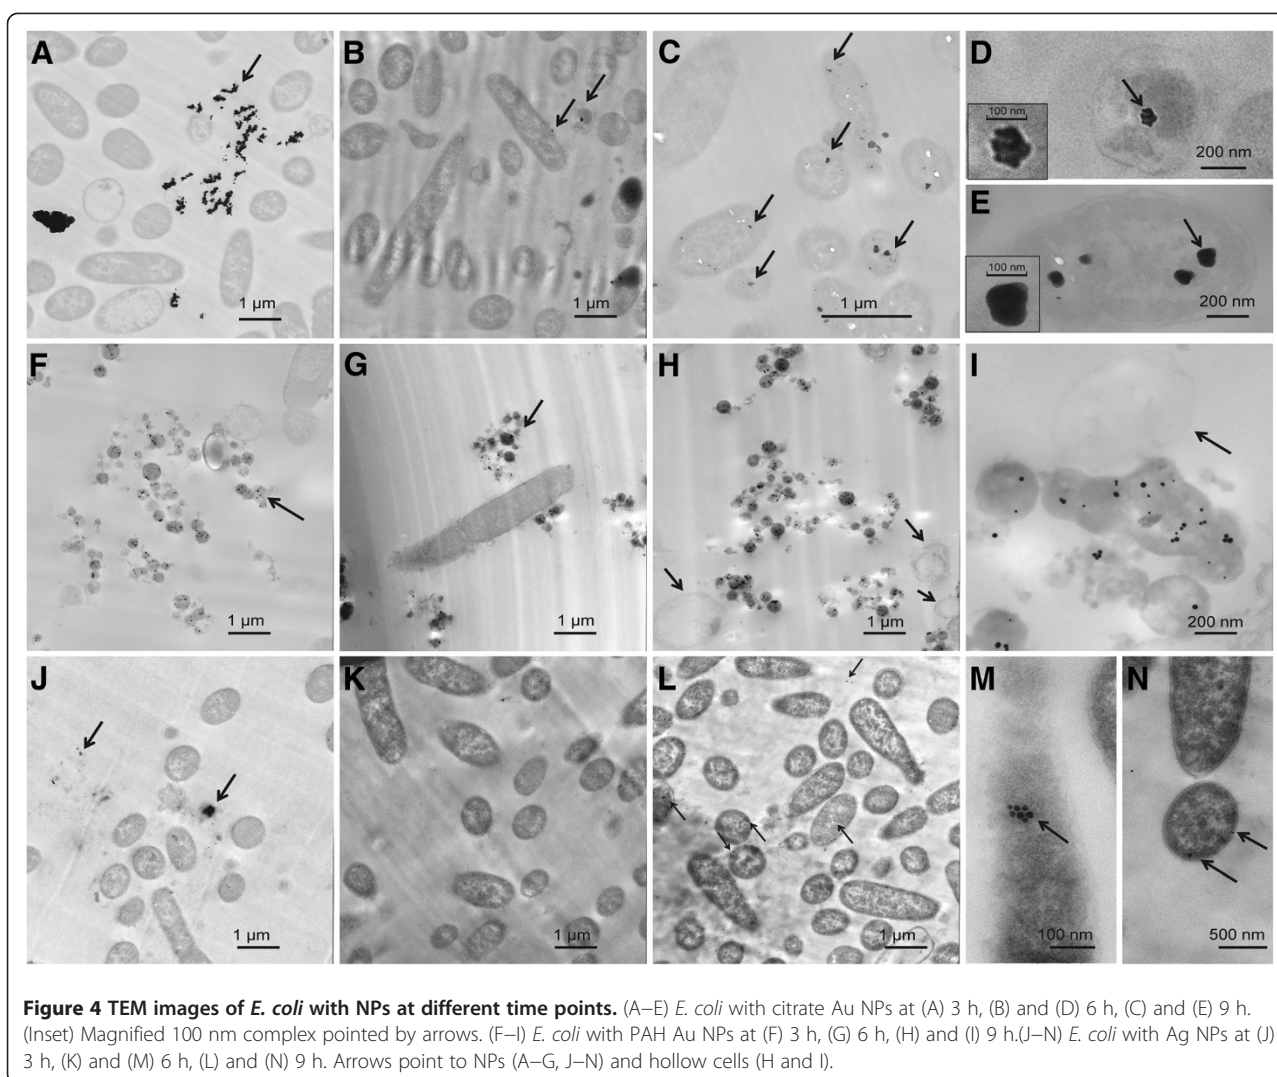 A
B
C
D
100 nm
200 nm
E
100 nm
200 nm
1 µm
1 µm
1 µm
F
G
H
I
1 µm
1 µm
1 µm
200 nm
J
K
L
M
N
1 µm
1 µm
1 µm
100 nm
500 nm
Figure 4 TEM images of E. coli with NPs at different time points. (A–E) E. coli with citrate Au NPs at (A) 3 h, (B) and (D) 6 h, (C) and (E) 9 h.
(Inset) Magnified 100 nm complex pointed by arrows. (F–I) E. coli with PAH Au NPs at (F) 3 h, (G) 6 h, (H) and (I) 9 h.(J–N) E. coli with Ag NPs at (J)
3 h, (K) and (M) 6 h, (L) and (N) 9 h. Arrows point to NPs (A–G, J–N) and hollow cells (H and I).